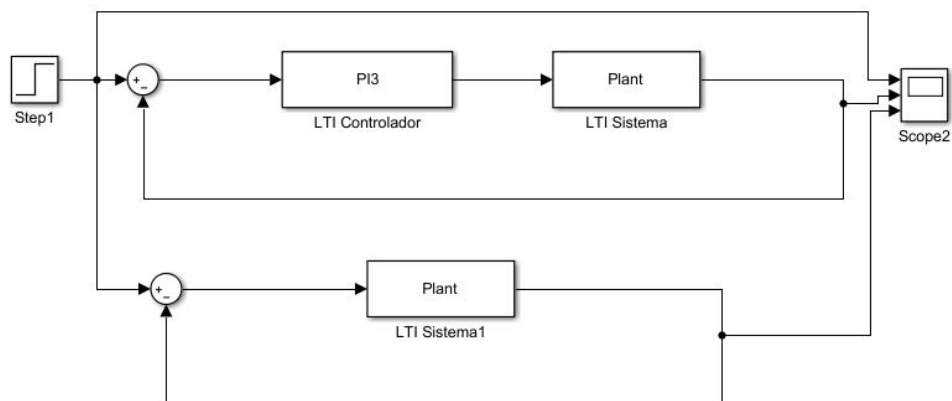 PI3
Plant
Step1
LTI Controlador
LTI Sistema
Scope2
Plant
LTI Sistema1